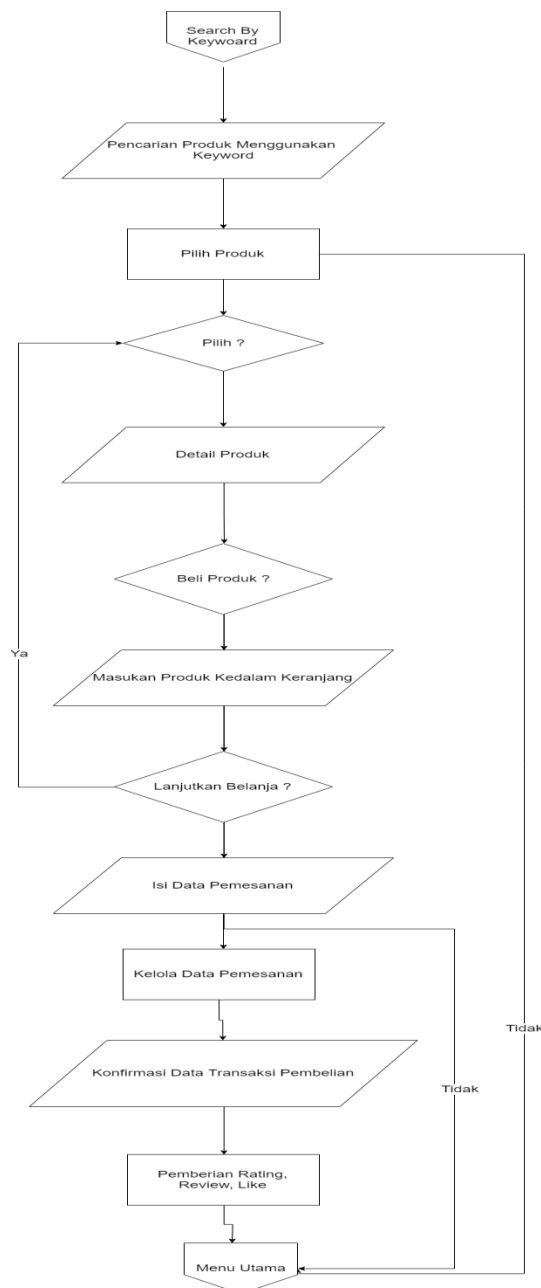 Search By
Keywoard
Pencarian Produk Menggunakan
Keyword
Pilih Produk
Pilih ?
Detail Produk
Beli Produk ?
Ya
Masukan Produk Kedalam Keranjang
Lanjutkan Belanja ?
Isi Data Pemesanan
Kelola Data Pemesanan
Tidak
Konfirmasi Data Transaksi Pembelian
Tidak
Pemberian Rating,
Review, Like
Menu Utama